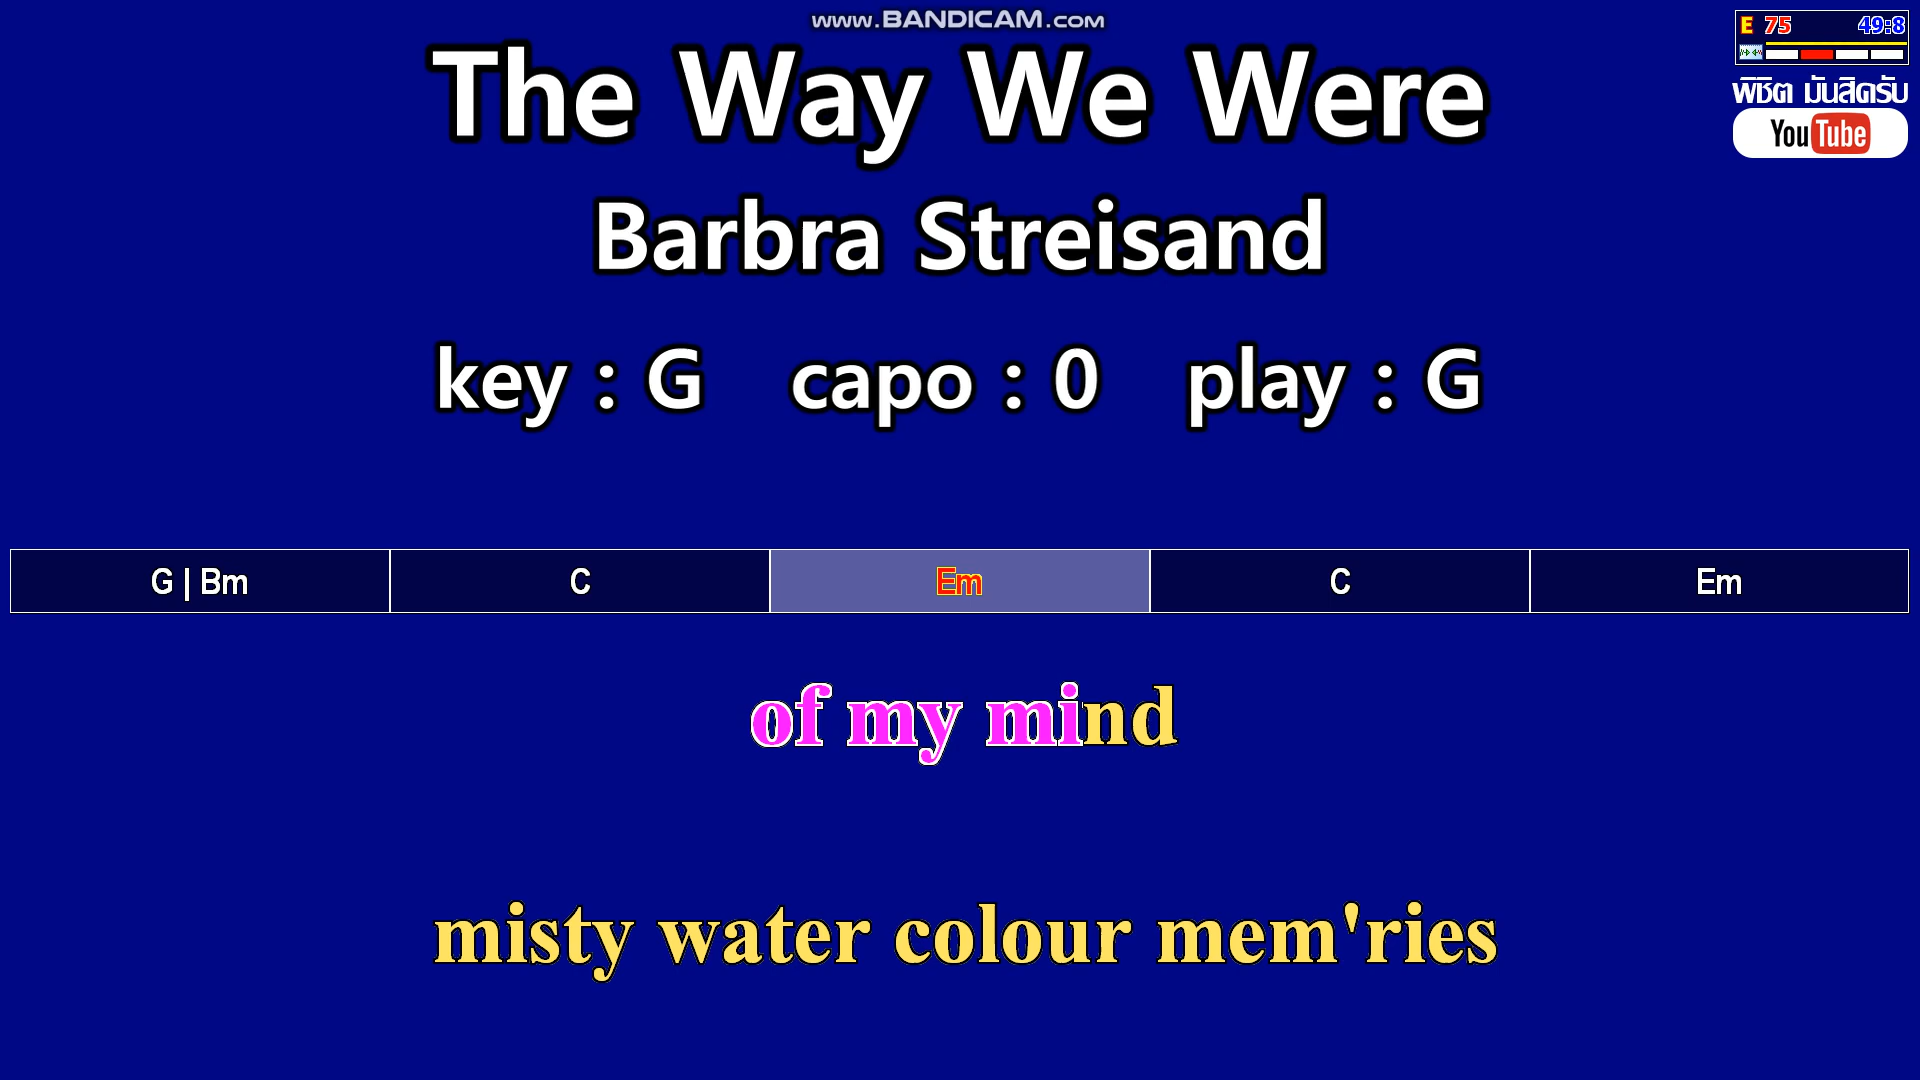 www.BANDICAM.com
E 75 49:8
พิชิต มันสิดรับ
YouTube
The Way We Were
Barbra Streisand
key : G capo : 0 play : G
G | Bm C Em C Em
of my mind
misty water colour mem'ries